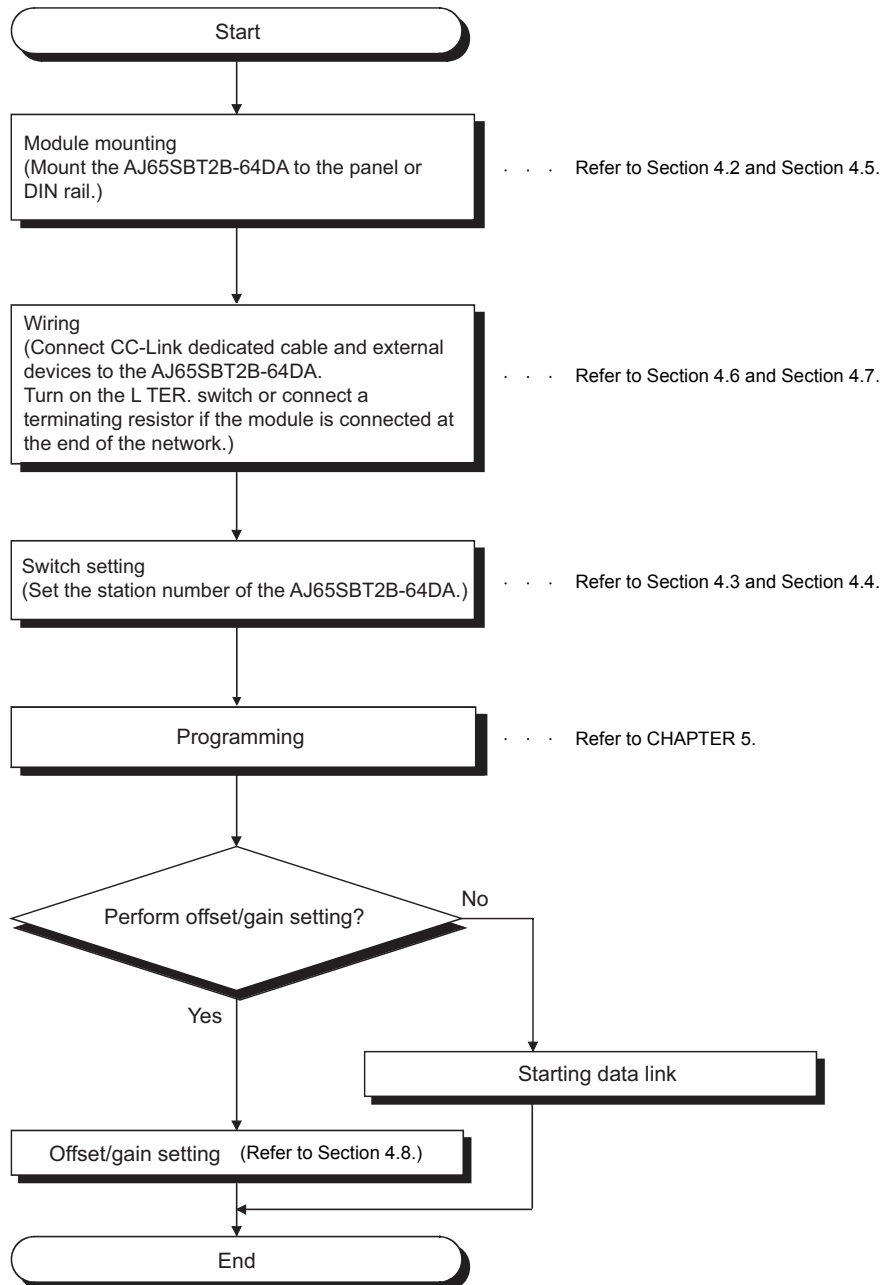 Start
Module mounting
(Mount the AJ65SBT2B-64DA to the panel or
DIN rail.)
· · · Refer to Section 4.2 and Section 4.5.
Wiring
(Connect CC-Link dedicated cable and external
devices to the AJ65SBT2B-64DA.
Turn on the L TER. switch or connect a
terminating resistor if the module is connected at
the end of the network.)
· · · Refer to Section 4.6 and Section 4.7.
Switch setting
(Set the station number of the AJ65SBT2B-64DA.)
· · · Refer to Section 4.3 and Section 4.4.
Programming
· · · Refer to CHAPTER 5.
Perform offset/gain setting?
No
Yes
Starting data link
Offset/gain setting (Refer to Section 4.8.)
End